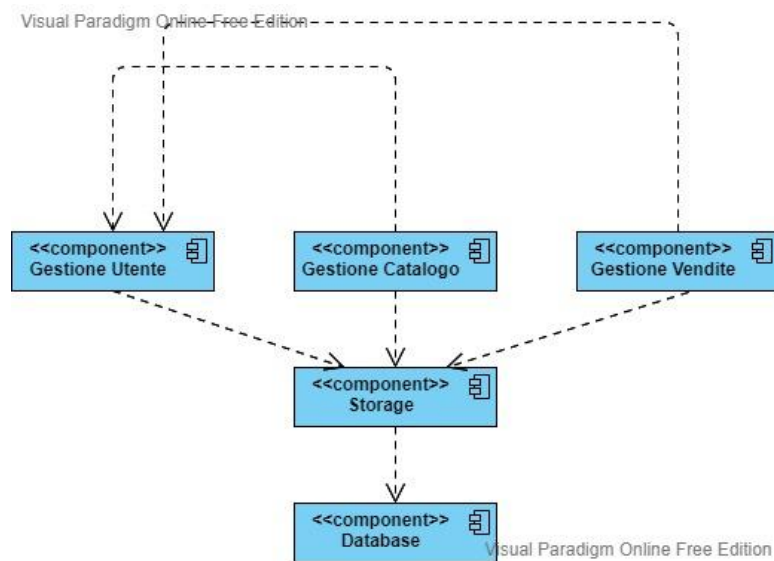 Visual Paradigm Online Free Edition
<<component>>
Gestione Utente
<<component>>
Gestione Catalogo
<<component>>
Gestione Vendite
<<component>>
Storage
<<component>>
Database
Visual Paradigm Online Free Edition